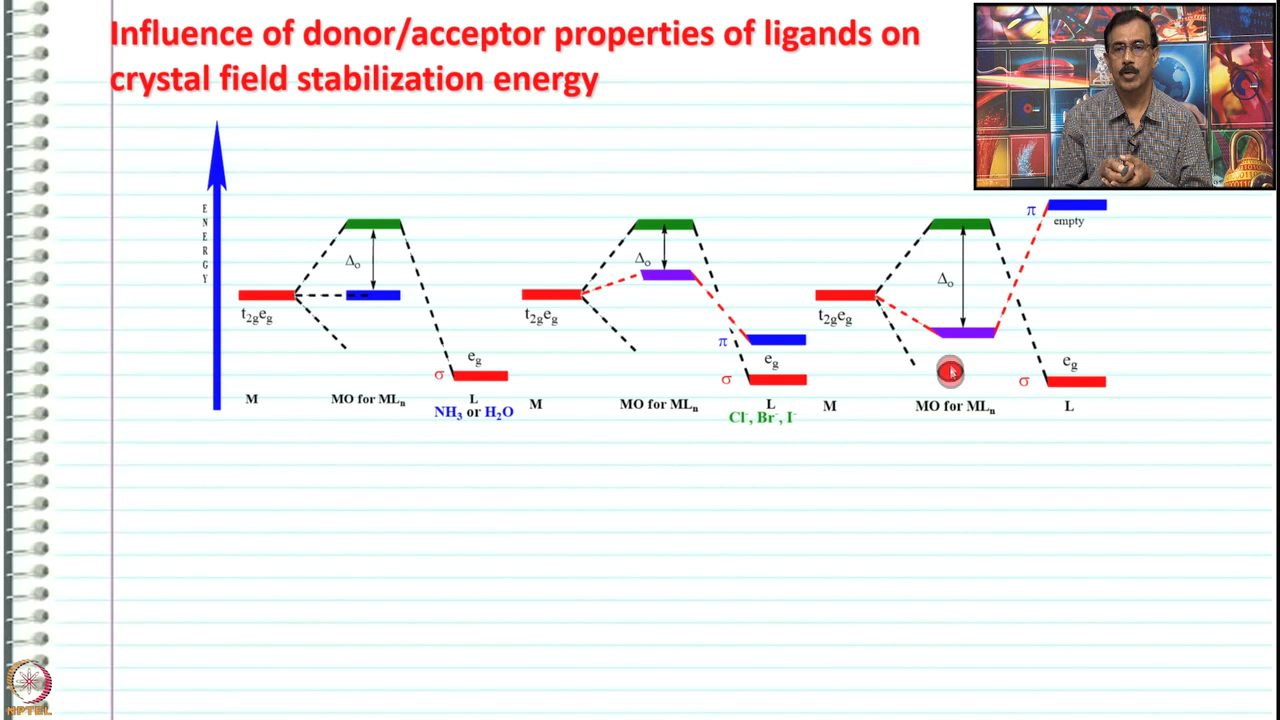 Influence of donor/acceptor properties of ligands on
crystal field stabilization energy
ENERGY
Δo
t2geg
eg
σ
M
MO for MLn
L
NH3 or H2O
Δo
t2geg
π
eg
σ
M
MO for MLn
L
Cl-, Br-, I-
π
empty
Δo
t2geg
eg
σ
M
MO for MLn
L
NPTEL